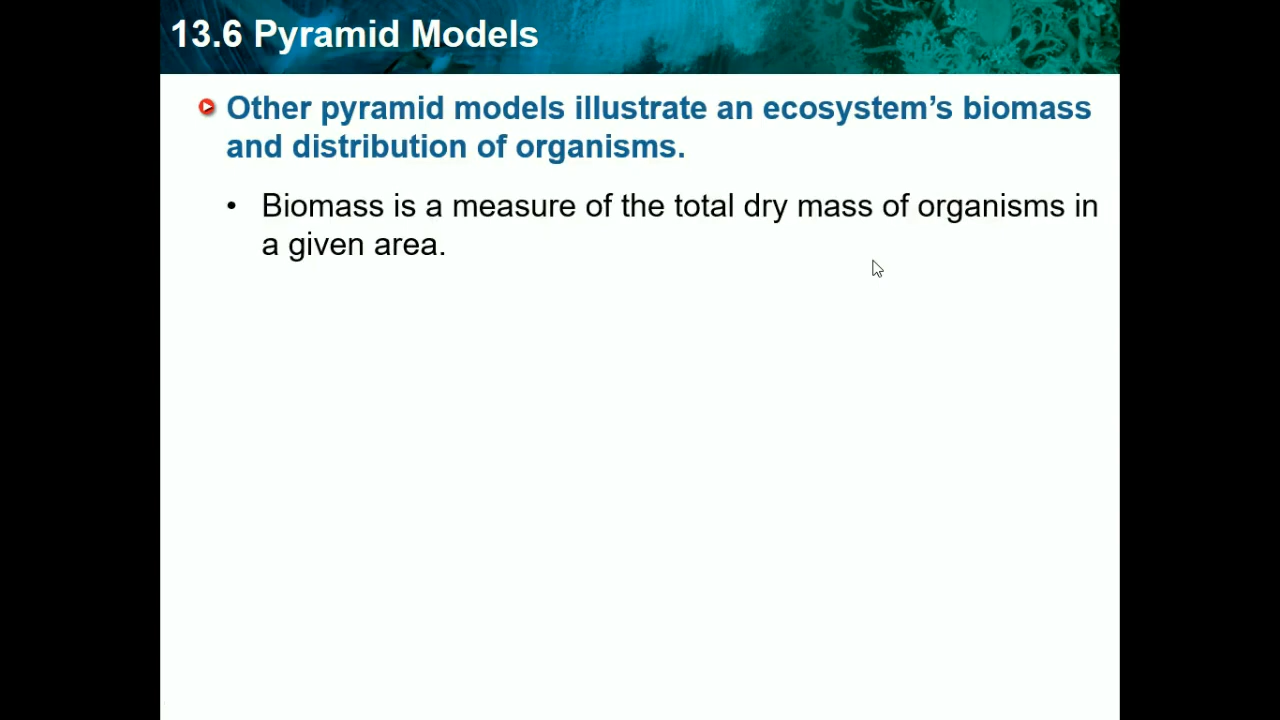 13.6 Pyramid Models
Other pyramid models illustrate an ecosystem’s biomass
and distribution of organisms.
• Biomass is a measure of the total dry mass of organisms in
a given area.